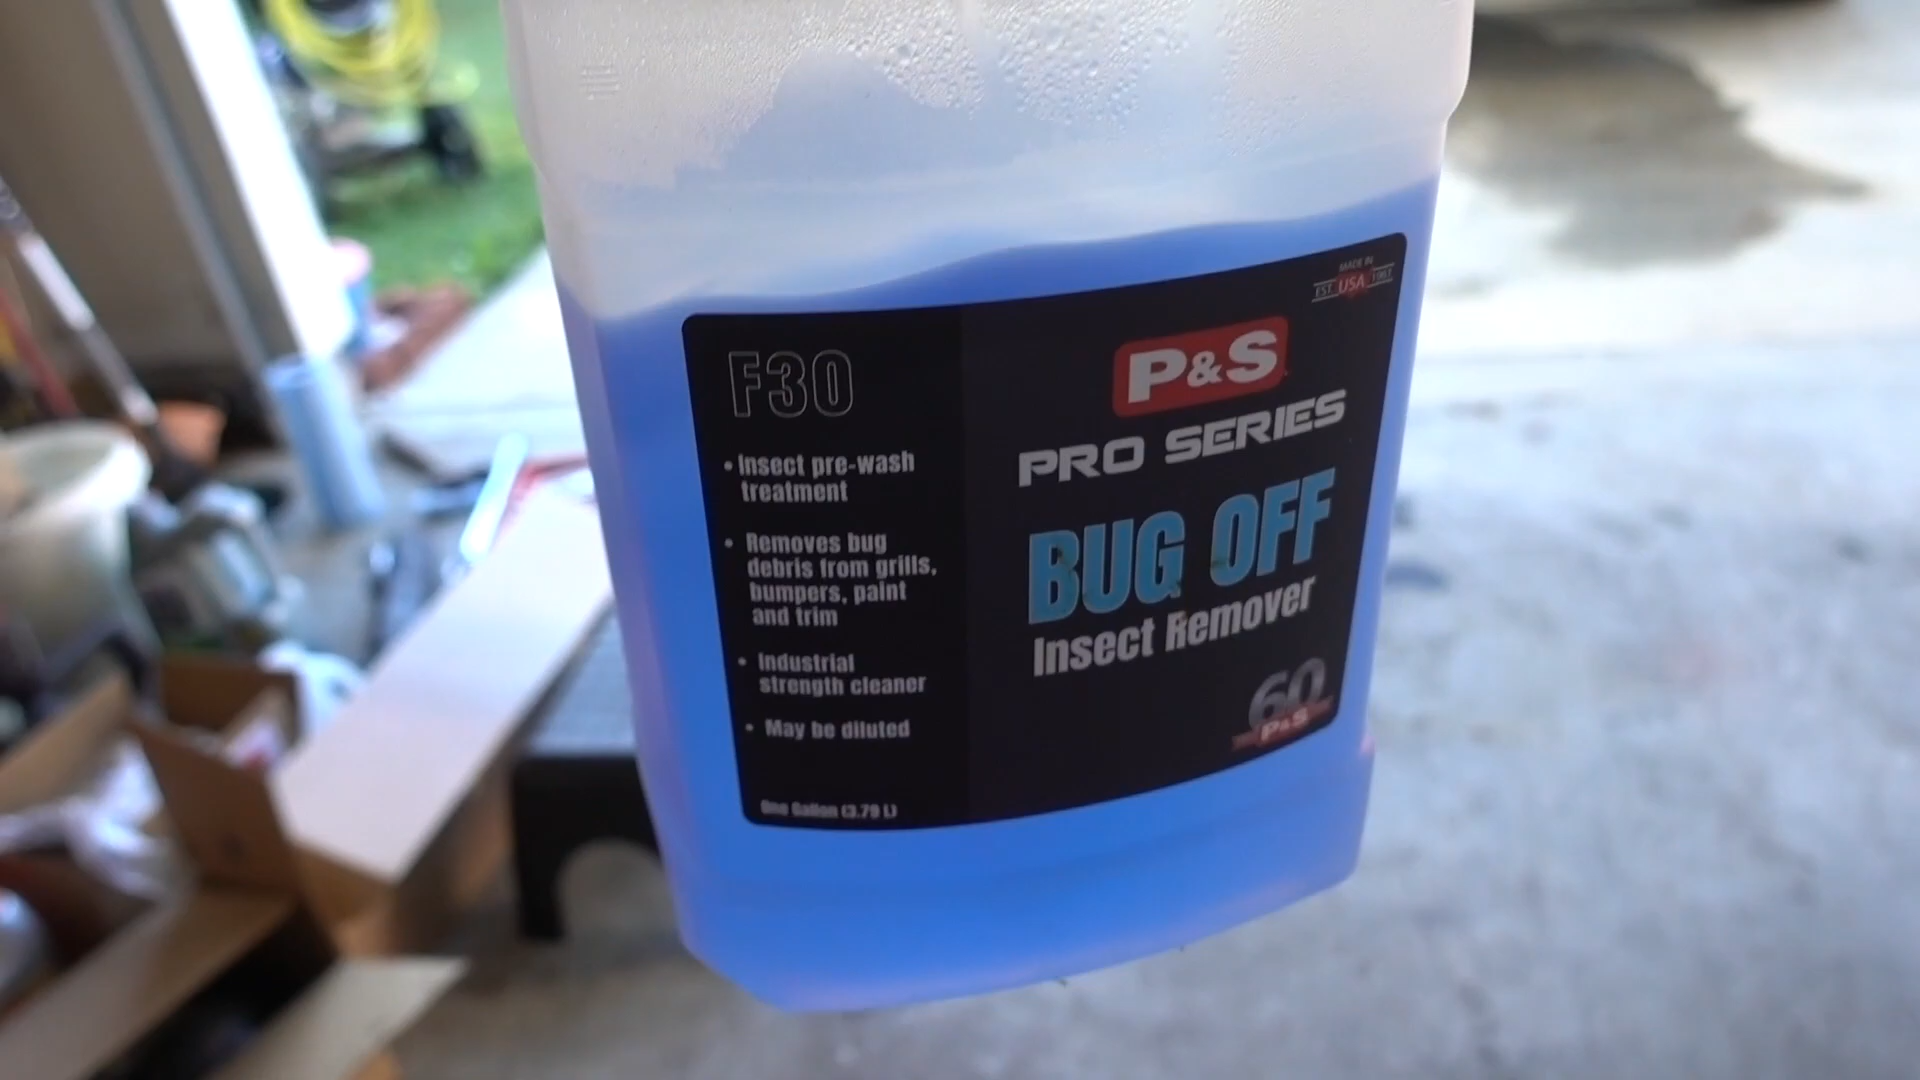 F30
• Insect pre-wash
treatment
• Removes bug
debris from grills,
bumpers, paint
and trim
• Industrial
strength cleaner
• May be diluted
One Gallon (3.79 L)
MADE IN
EST. USA 1961
P&S
PRO SERIES
BUG OFF
Insect Remover
60
P&S